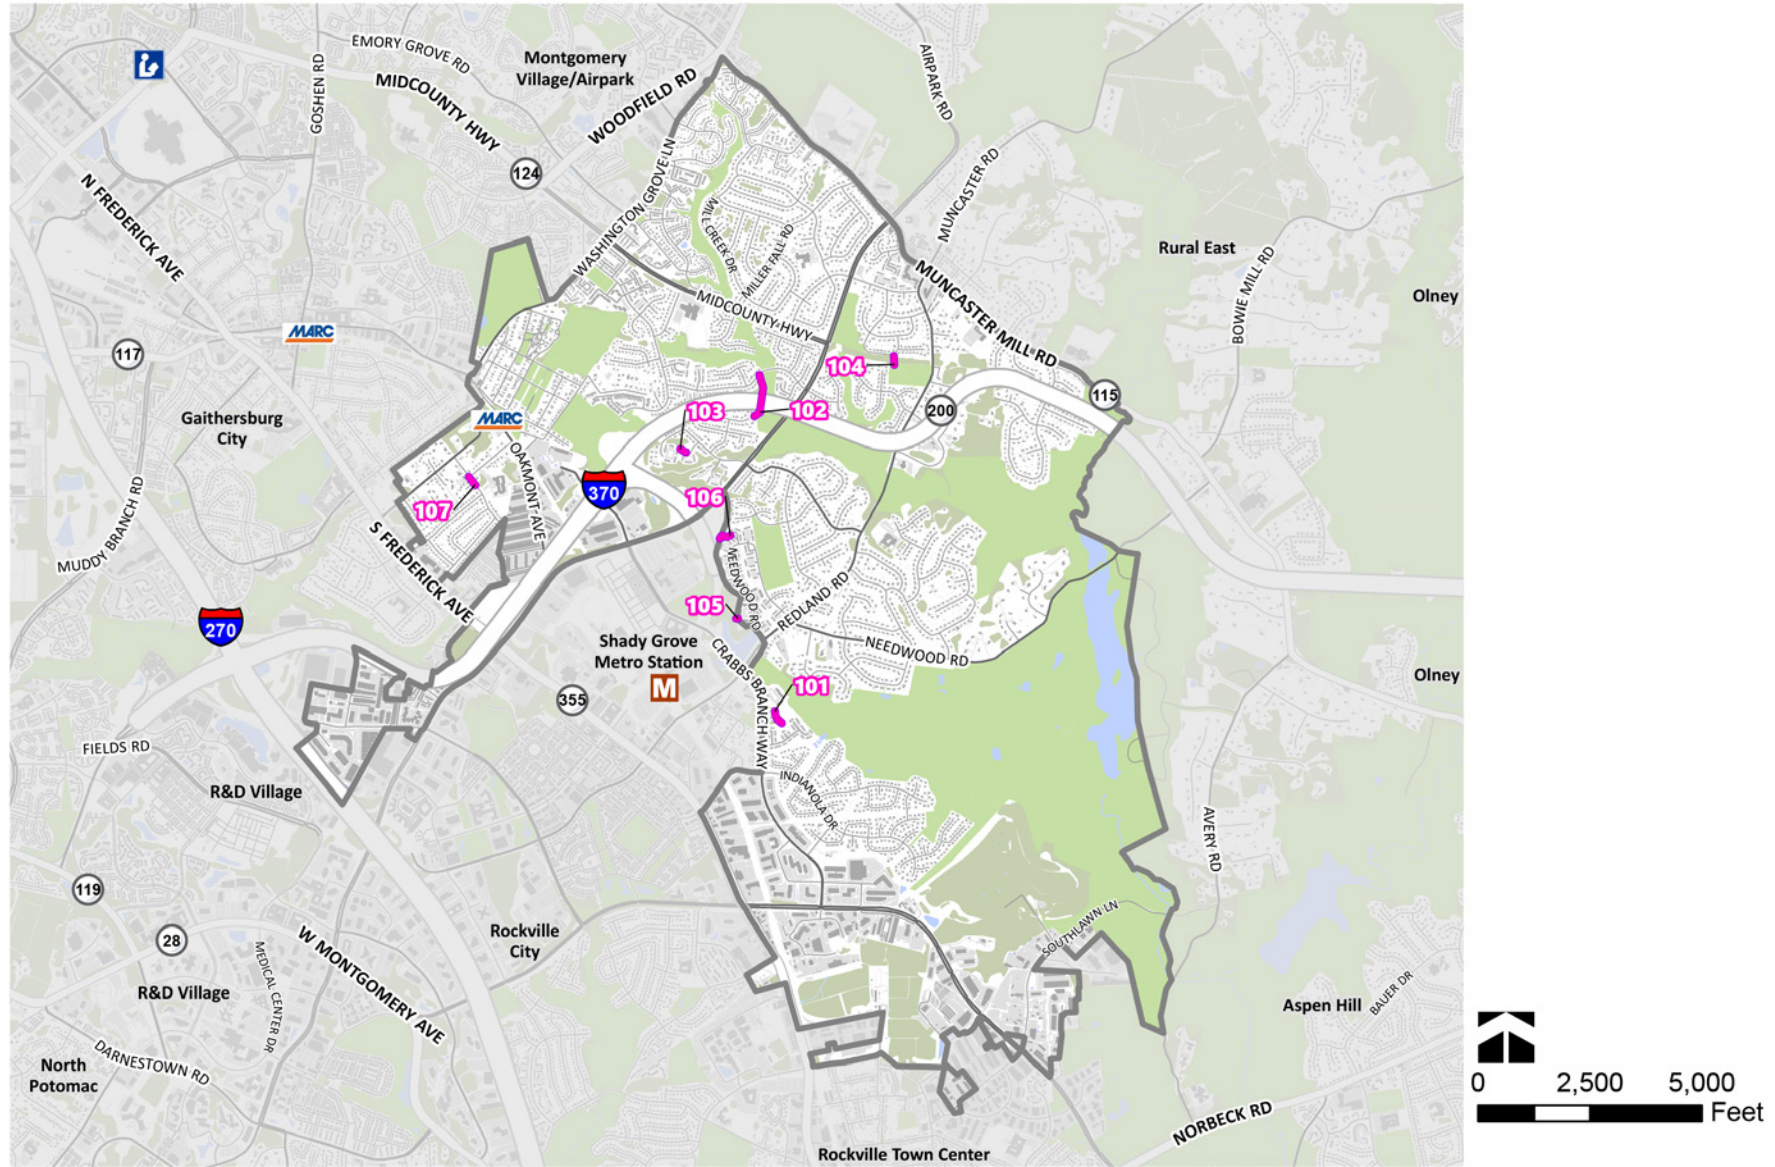 EMORY GROVE RD
Montgomery
Village/Airpark
AIRPARK RD
GOSHEN RD
MIDCOUNTY HWY
WOODFIELD RD
124
WASHINGTON GROVE LN
MUNCASTER RD
N FREDERICK AVE
MILL CREEK DR
MILLER FALL RD
Rural East
BOWIE MILL RD
Olney
MUNCASTER MILL RD
MIDCOUNTY HWY
MARC
117
104
115
200
103
102
Gaithersburg
City
MARC
OAKMONT AVE
370
106
107
MUDDY BRANCH RD
S FREDERICK AVE
NEEDWOOD RD
REDLAND RD
105
270
Shady Grove
Metro Station
M
NEEDWOOD RD
CRABBS BRANCH WAY
101
Olney
355
FIELDS RD
R&D Village
INDIANOLA DR
AVERY RD
119
28
W MONTGOMERY AVE
Rockville
City
SOUTHLAWN LN
MEDICAL CENTER DR
R&D Village
Aspen Hill
BAUER DR
North
Potomac
DARNESTOWN RD
NORBECK RD
Rockville Town Center
0 2,500 5,000
Feet